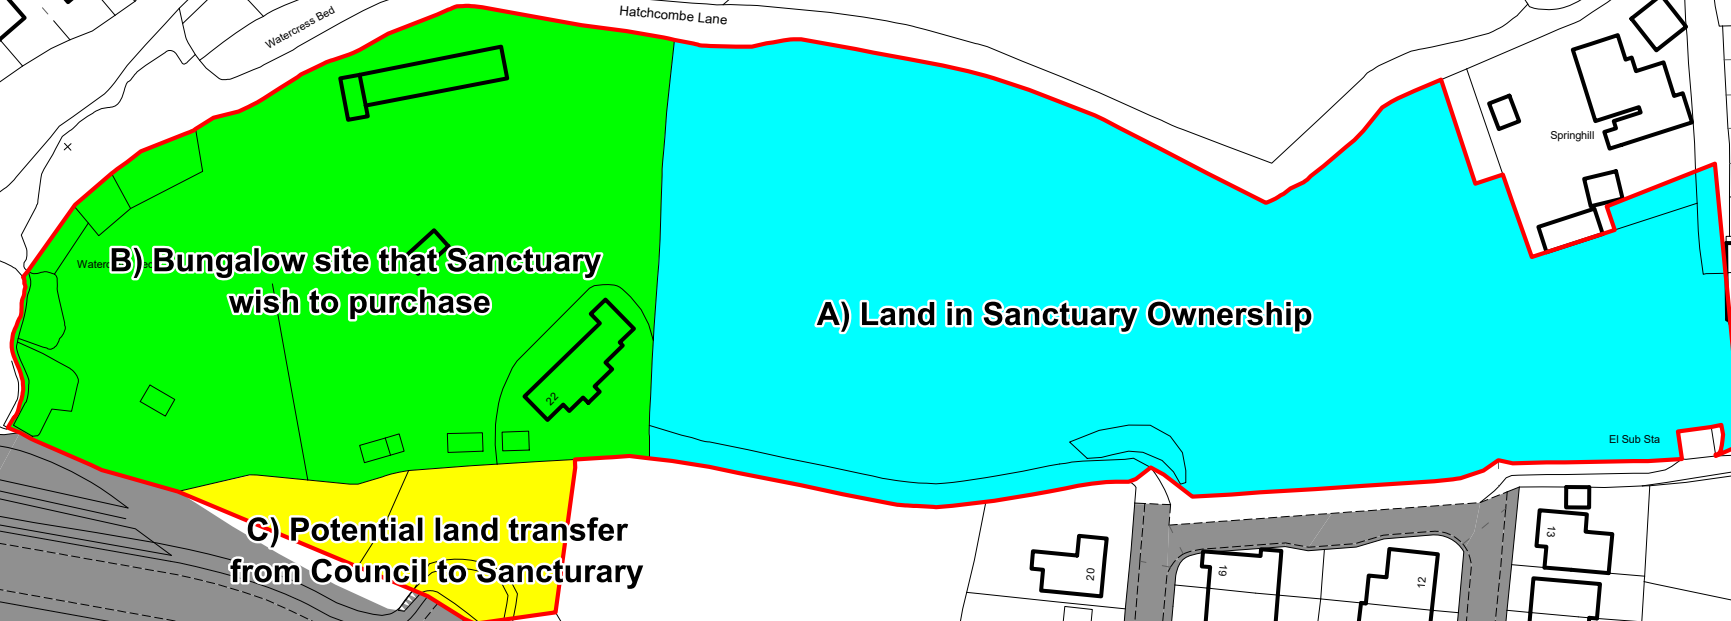 Watercress Bed
Hatchcombe Lane
Springhill
B) Bungalow site that Sanctuary
wish to purchase
A) Land in Sanctuary Ownership
22
El Sub Sta
C) Potential land transfer
from Council to Sancturary
20
19
12
13